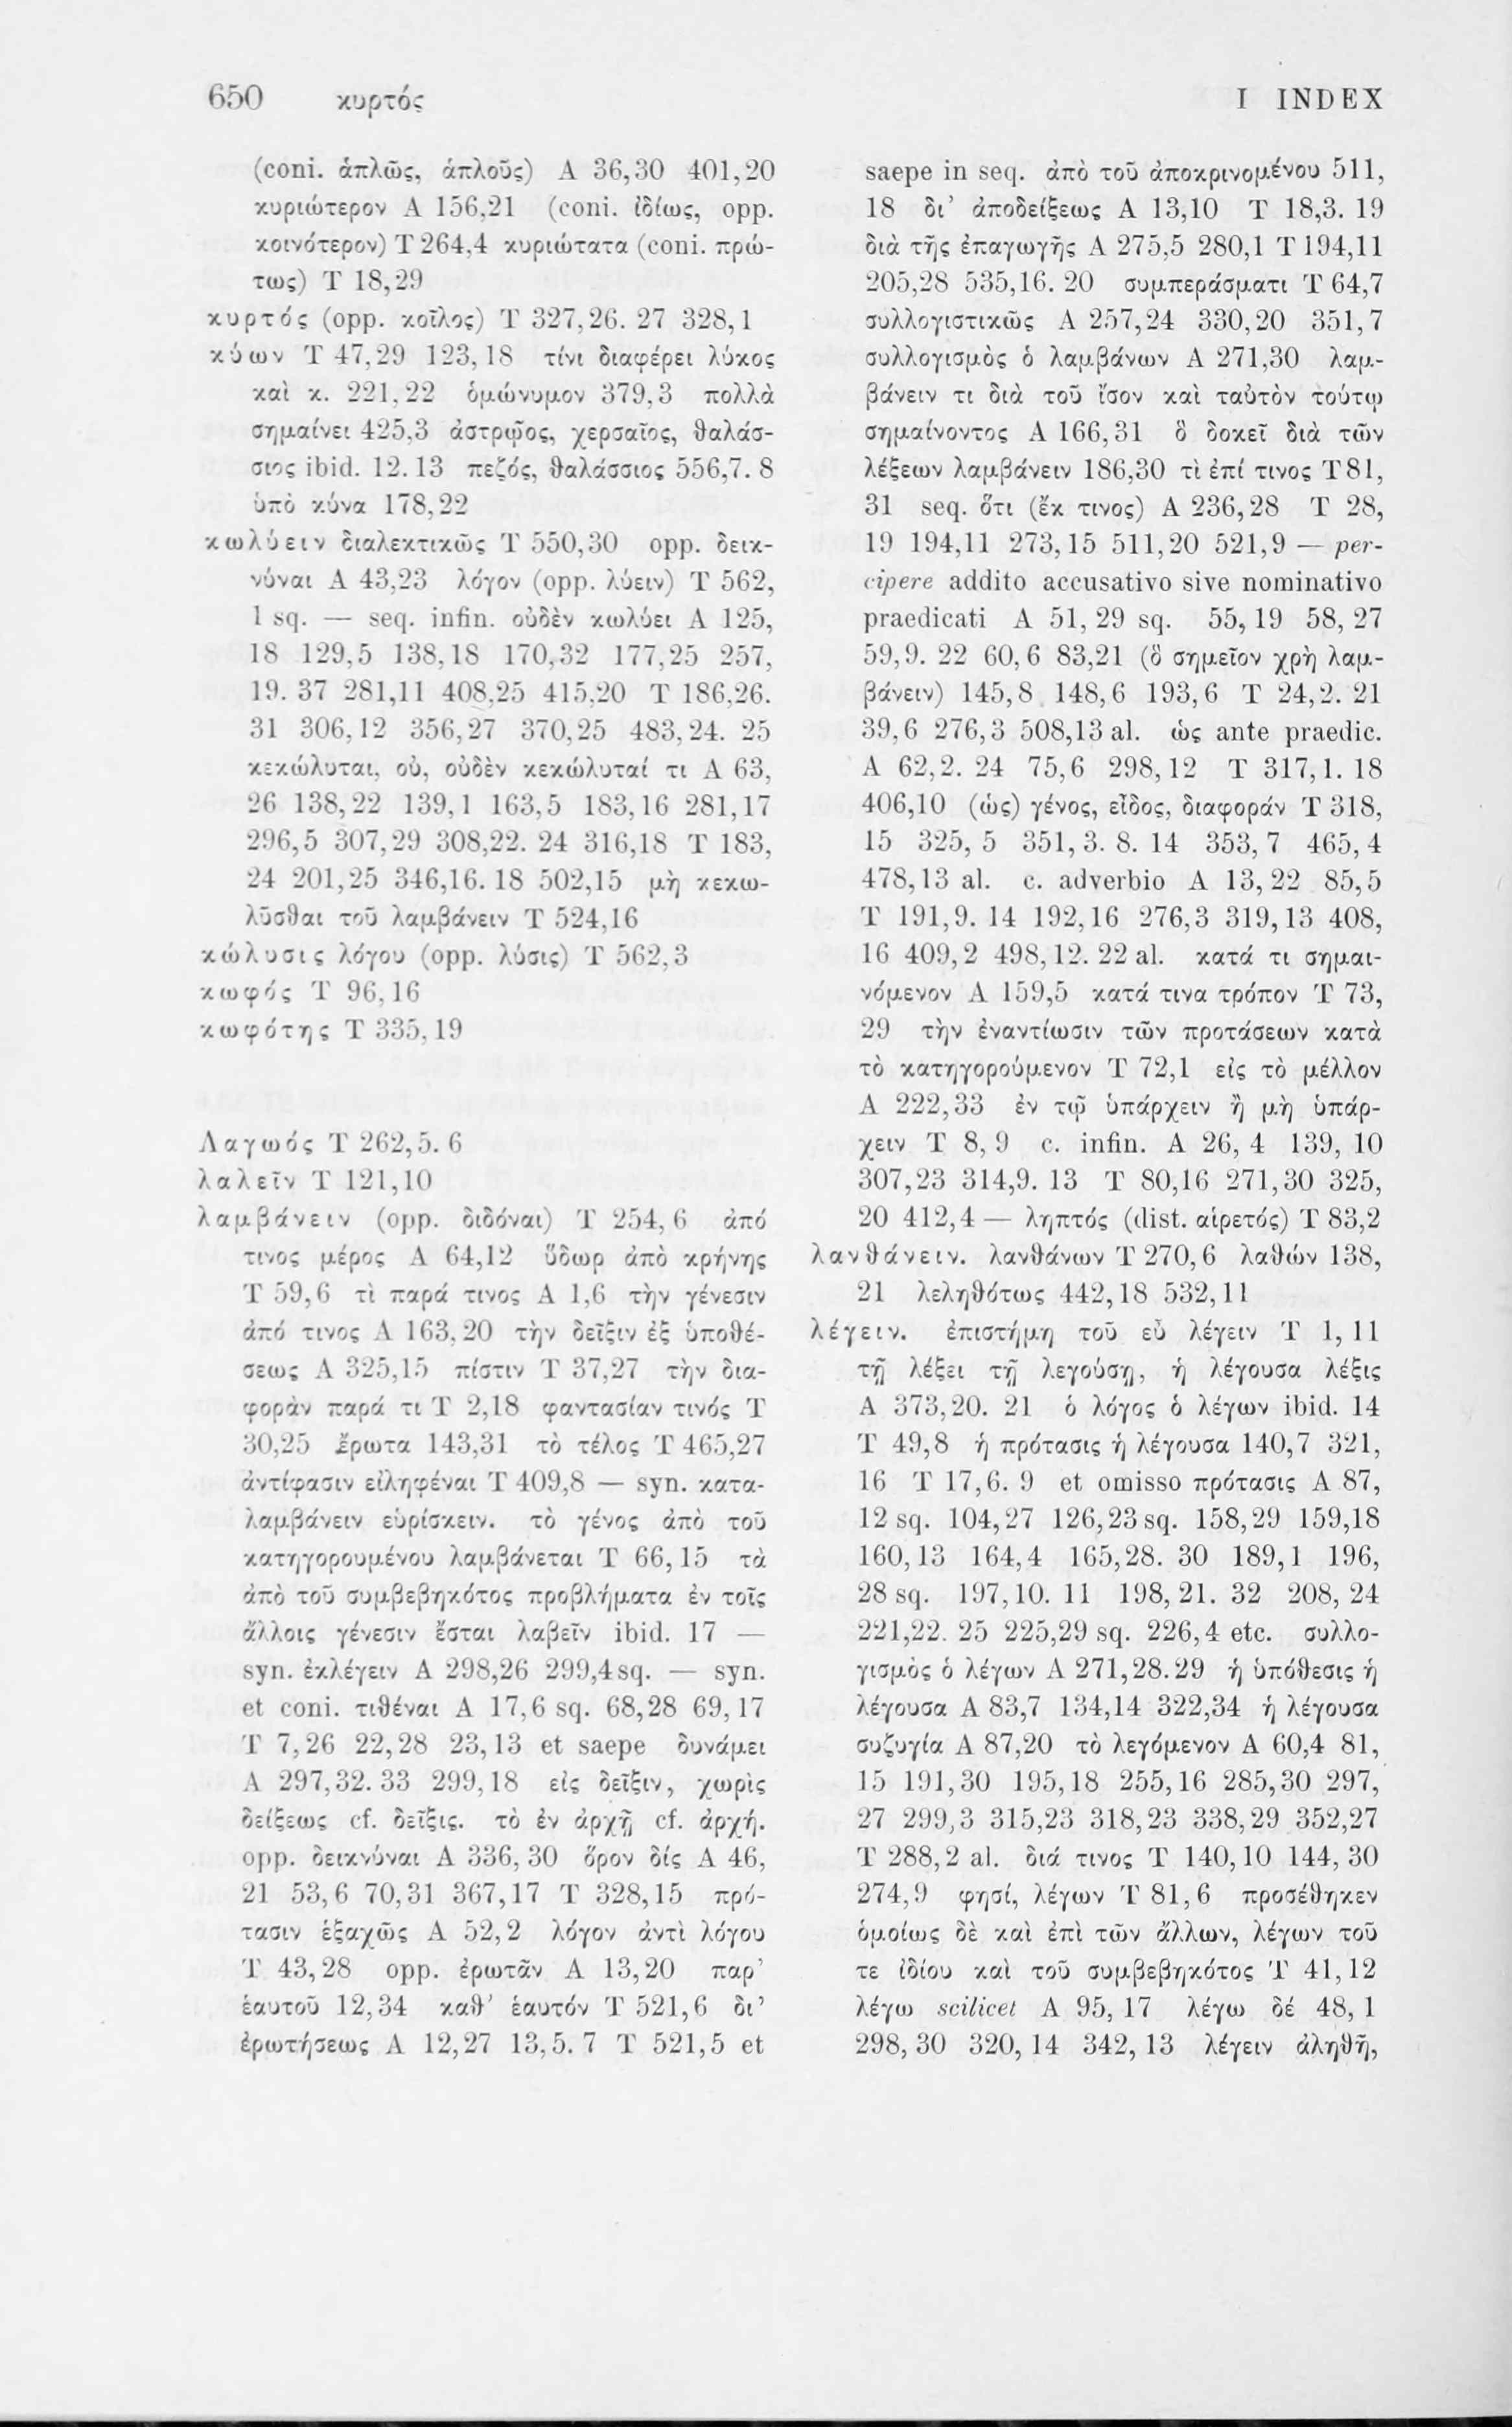 650 κυρτός I INDEX
(coni. ἁπλῶς, ἁπλοῦς) A 36,30 401,20
κυριώτερον A 156,21 (coni. ἰδίως, opp.
κοινότερον) T 264,4 κυριώτατα (coni. πρώ-
τως) T 18,29
κυρτός (opp. κοῖλος) T 327,26. 27 328,1
κύων T 47,29 123,18 τίνι διαφέρει λύκος
καὶ κ. 221,22 ὁμώνυμον 379,3 πολλὰ
σημαίνει 425,3 ἀστρῷος, χερσαῖος, θαλάσ-
σιος ibid. 12.13 πεζός, θαλάσσιος 556,7. 8
ὑπὸ κύνα 178,22
κωλύειν διαλεκτικῶς T 550,30 opp. δεικ-
νύναι A 43,23 λόγον (opp. λύειν) T 562,
1 sq. — seq. infin. οὐδὲν κωλύει A 125,
18 129,5 138,18 170,32 177,25 257,
19. 37 281,11 408,25 415,20 T 186,26.
31 306,12 356,27 370,25 483,24. 25
κεκώλυται, οὐ, οὐδὲν κεκώλυταί τι A 63,
26 138,22 139,1 163,5 183,16 281,17
296,5 307,29 308,22. 24 316,18 T 183,
24 201,25 346,16. 18 502,15 μὴ κεκω-
λῦσθαι τοῦ λαμβάνειν T 524,16
κώλυσις λόγου (opp. λύσις) T 562,3
κωφός T 96,16
κωφότης T 335,19
Λαγωός T 262,5. 6
λαλεῖν T 121,10
λαμβάνειν (opp. διδόναι) T 254, 6 ἀπό
τινος μέρος A 64,12 ὕδωρ ἀπὸ κρήνης
T 59,6 τὶ παρά τινος A 1,6 τὴν γένεσιν
ἀπό τινος A 163,20 τὴν δεῖξιν ἐξ ὑποθέ-
σεως A 325,15 πίστιν T 37,27 τὴν δια-
φορὰν παρά τι T 2,18 φαντασίαν τινός T
30,25 ἔρωτα 143,31 τὸ τέλος T 465,27
ἀντίφασιν εἰληφέναι T 409,8 — syn. κατα-
λαμβάνειν εὑρίσκειν. τὸ γένος ἀπὸ τοῦ
κατηγορουμένου λαμβάνεται T 66,15 τὰ
ἀπὸ τοῦ συμβεβηκότος προβλήματα ἐν τοῖς
ἄλλοις γένεσιν ἔσται λαβεῖν ibid. 17 —
syn. ἐκλέγειν A 298,26 299,4sq. — syn.
et coni. τιθέναι A 17,6 sq. 68,28 69,17
T 7,26 22,28 23,13 et saepe δυνάμει
A 297,32. 33 299,18 εἰς δεῖξιν, χωρὶς
δείξεως cf. δεῖξις. τὸ ἐν ἀρχῇ cf. ἀρχή.
opp. δεικνύναι A 336,30 ὅρον δίς A 46,
21 53,6 70,31 367,17 T 328,15 πρό-
τασιν ἑξαχῶς A 52,2 λόγον ἀντὶ λόγου
T 43,28 opp. ἐρωτᾶν A 13,20 παρ᾽
ἑαυτοῦ 12,34 καθ᾽ ἑαυτόν T 521,6 δι᾽
ἐρωτήσεως A 12,27 13,5. 7 T 521,5 et
saepe in seq. ἀπὸ τοῦ ἀποκρινομένου 511,
18 δι᾽ ἀποδείξεως A 13,10 T 18,3. 19
διὰ τῆς ἐπαγωγῆς A 275,5 280,1 T 194,11
205,28 535,16. 20 συμπεράσματι T 64,7
συλλογιστικῶς A 257,24 330,20 351,7
συλλογισμὸς ὁ λαμβάνων A 271,30 λαμ-
βάνειν τι διὰ τοῦ ἴσον καὶ ταὐτὸν τούτῳ
σημαίνοντος A 166,31 ὃ δοκεῖ διὰ τῶν
λέξεων λαμβάνειν 186,30 τὶ ἐπί τινος T 81,
31 seq. ὅτι (ἔκ τινος) A 236,28 T 28,
19 194,11 273,15 511,20 521,9 — per-
cipere addito accusativo sive nominativo
praedicati A 51, 29 sq. 55,19 58,27
59,9. 22 60,6 83,21 (ὃ σημεῖον χρὴ λαμ-
βάνειν) 145,8 148,6 193,6 T 24,2. 21
39,6 276,3 508,13 al. ὡς ante praedic.
A 62,2. 24 75,6 298,12 T 317,1. 18
406,10 (ὡς) γένος, εἶδος, διαφοράν T 318,
15 325, 5 351, 3. 8. 14 353, 7 465, 4
478,13 al. c. adverbio A 13,22 85,5
T 191,9. 14 192,16 276,3 319,13 408,
16 409,2 498,12. 22 al. κατά τι σημαι-
νόμενον A 159,5 κατά τινα τρόπον T 73,
29 τὴν ἐναντίωσιν τῶν προτάσεων κατὰ
τὸ κατηγορούμενον T 72,1 εἰς τὸ μέλλον
A 222,33 ἐν τῷ ὑπάρχειν ἢ μὴ ὑπάρ-
χειν T 8, 9 c. infin. A 26, 4 139, 10
307,23 314,9. 13 T 80,16 271,30 325,
20 412,4 — ληπτός (dist. αἱρετός) T 83,2
λανθάνειν. λανθάνων T 270,6 λαθών 138,
21 λεληθότως 442,18 532,11
λέγειν. ἐπιστήμη τοῦ εὖ λέγειν T 1, 11
τῇ λέξει τῇ λεγούσῃ, ἡ λέγουσα λέξις
A 373,20. 21 ὁ λόγος ὁ λέγων ibid. 14
T 49,8 ἡ πρότασις ἡ λέγουσα 140,7 321,
16 T 17,6. 9 et omisso πρότασις A 87,
12 sq. 104,27 126,23 sq. 158,29 159,18
160,13 164,4 165,28. 30 189,1 196,
28 sq. 197,10. 11 198,21. 32 208, 24
221,22. 25 225,29 sq. 226,4 etc. συλλο-
γισμὸς ὁ λέγων A 271,28.29 ἡ ὑπόθεσις ἡ
λέγουσα A 83,7 134,14 322,34 ἡ λέγουσα
συζυγία A 87,20 τὸ λεγόμενον A 60,4 81,
15 191,30 195,18 255,16 285,30 297,
27 299,3 315,23 318,23 338,29 352,27
T 288,2 al. διά τινος T 140,10 144,30
274,9 φησί, λέγων T 81,6 προσέθηκεν
ὁμοίως δὲ καὶ ἐπὶ τῶν ἄλλων, λέγων τοῦ
τε ἰδίου καὶ τοῦ συμβεβηκότος T 41,12
λέγω scilicet A 95, 17 λέγω δέ 48, 1
298, 30 320, 14 342, 13 λέγειν ἀληθῆ,